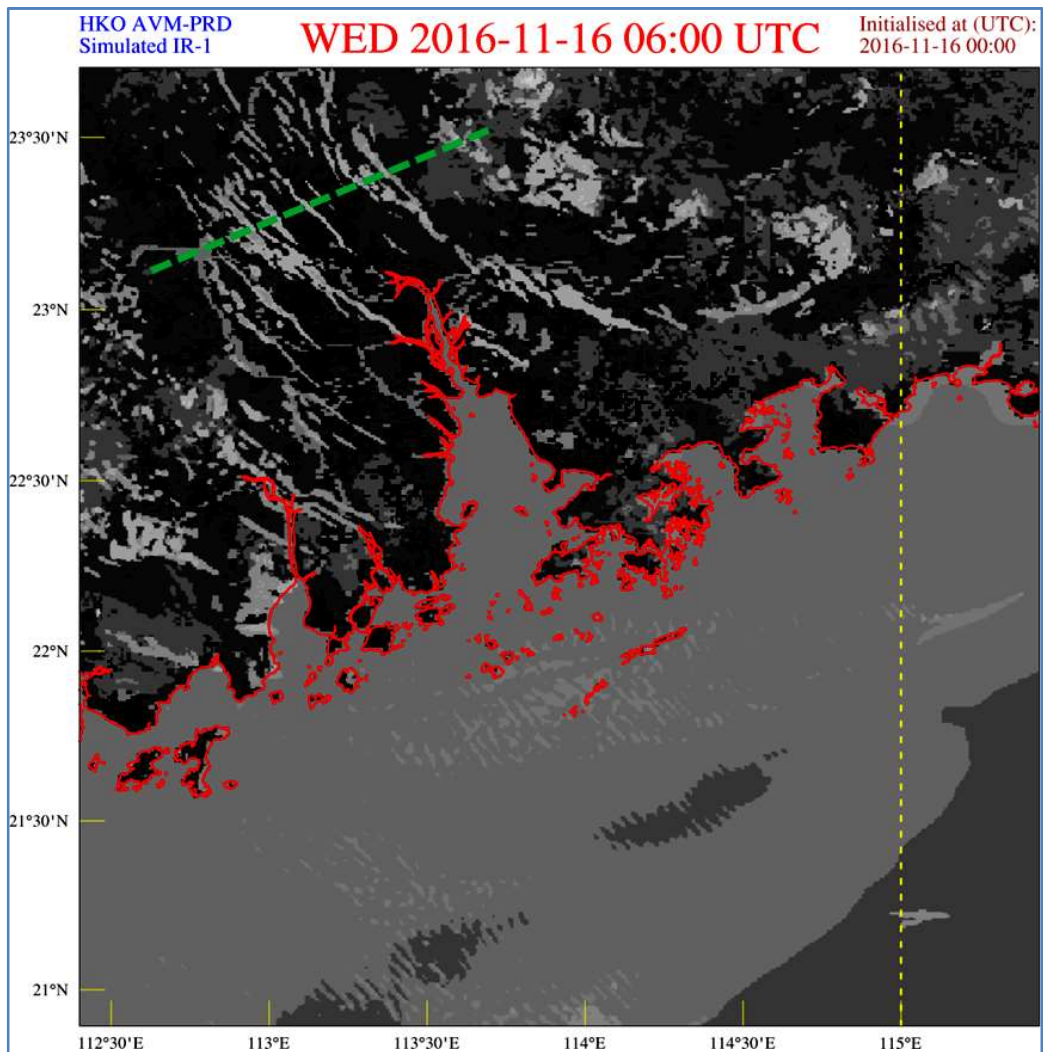 HKO AVM-PRD
Simulated IR-1
WED 2016-11-16 06:00 UTC
Initialised at (UTC):
2016-11-16 00:00
23°30'N
23°N
22°30'N
22°N
21°30'N
21°N
112°30'E 113°E 113°30'E 114°E 114°30'E 115°E